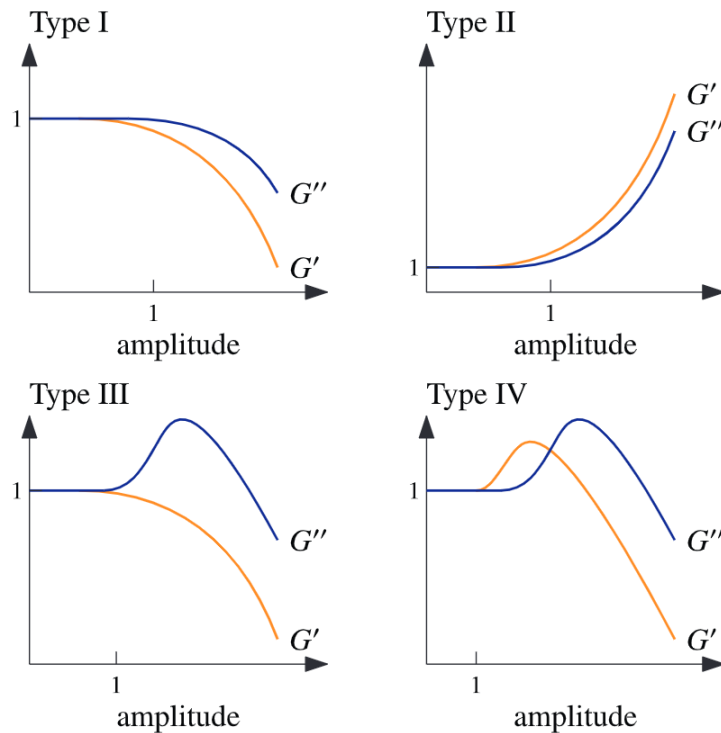 Type I
1
G″
G′
1
amplitude
Type II
G′
G″
1
1
amplitude
Type III
1
G″
G′
1
amplitude
Type IV
1
G″
G′
1
amplitude